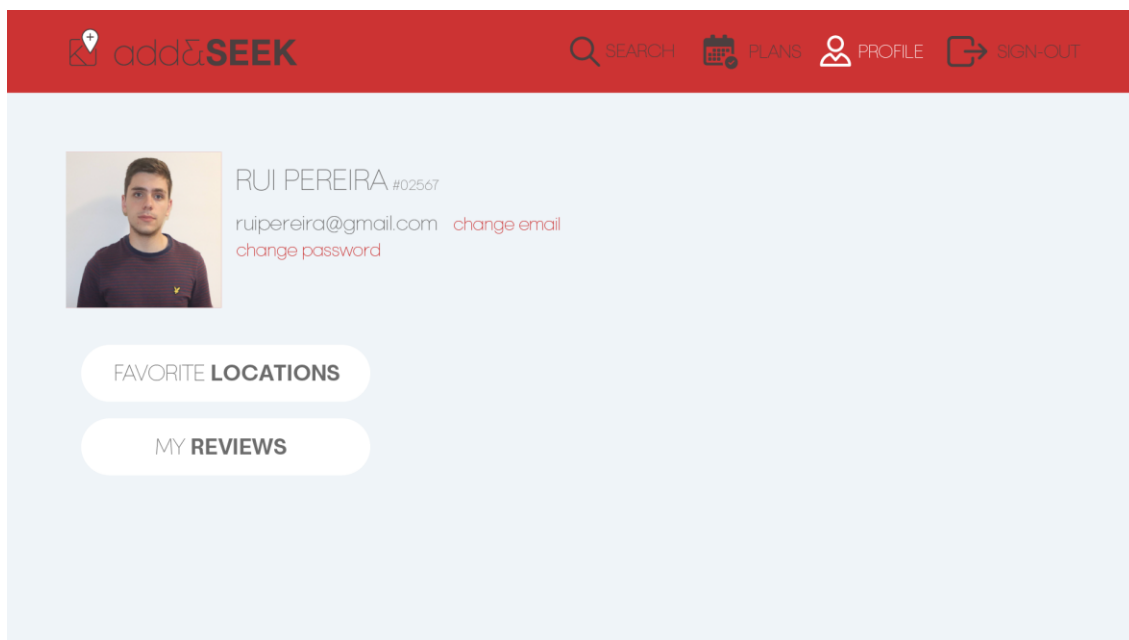 add&SEEK
SEARCH
PLANS
PROFILE
SIGN-OUT
RUI PEREIRA #02567
ruipereira@gmail.com change email
change password
FAVORITE LOCATIONS
MY REVIEWS